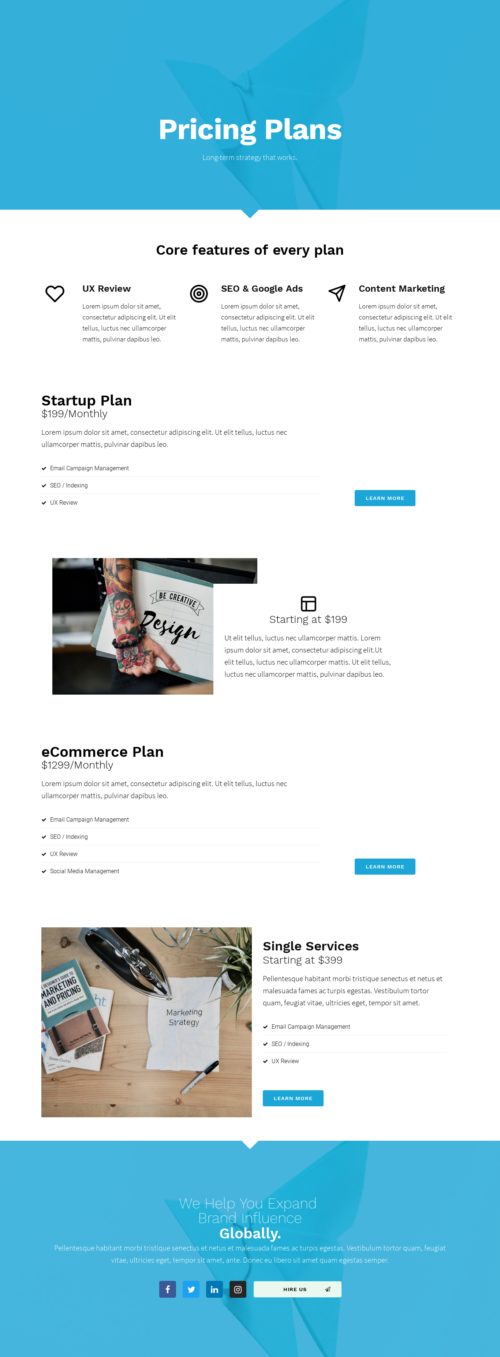 Pricing Plans
Long-term strategy that works.
Core features of every plan
UX Review
Lorem ipsum dolor sit amet,
consectetur adipiscing elit. Ut elit
tellus, luctus nec ullamcorper
mattis, pulvinar dapibus leo.
SEO & Google Ads
Lorem ipsum dolor sit amet,
consectetur adipiscing elit. Ut elit
tellus, luctus nec ullamcorper
mattis, pulvinar dapibus leo.
Content Marketing
Lorem ipsum dolor sit amet,
consectetur adipiscing elit. Ut elit
tellus, luctus nec ullamcorper
mattis, pulvinar dapibus leo.
Startup Plan
$199/Monthly
Lorem ipsum dolor sit amet, consectetur adipiscing elit. Ut elit tellus, luctus nec
ullamcorper mattis, pulvinar dapibus leo.
Email Campaign Management
SEO / Indexing
UX Review
LEARN MORE
BE CREATIVE
Design
Starting at $199
Ut elit tellus, luctus nec ullamcorper mattis. Lorem
ipsum dolor sit amet, consectetur adipiscing elit.Ut
elit tellus, luctus nec ullamcorper mattis. Ut elit tellus,
luctus nec ullamcorper mattis, pulvinar dapibus leo.
eCommerce Plan
$1299/Monthly
Lorem ipsum dolor sit amet, consectetur adipiscing elit. Ut elit tellus, luctus nec
ullamcorper mattis, pulvinar dapibus leo.
Email Campaign Management
SEO / Indexing
UX Review
Social Media Management
LEARN MORE
MARKETING
AND PRICING
Marketing
Strategy
Single Services
Starting at $399
Pellentesque habitant morbi tristique senectus et netus et
malesuada fames ac turpis egestas. Vestibulum tortor
quam, feugiat vitae, ultricies eget, tempor sit amet.
Email Campaign Management
SEO / Indexing
UX Review
LEARN MORE
We Help You Expand
Brand Influence
Globally.
Pellentesque habitant morbi tristique senectus et netus et malesuada fames ac turpis egestas. Vestibulum tortor quam, feugiat
vitae, ultricies eget, tempor sit amet, ante. Donec eu libero sit amet quam egestas semper.
HIRE US